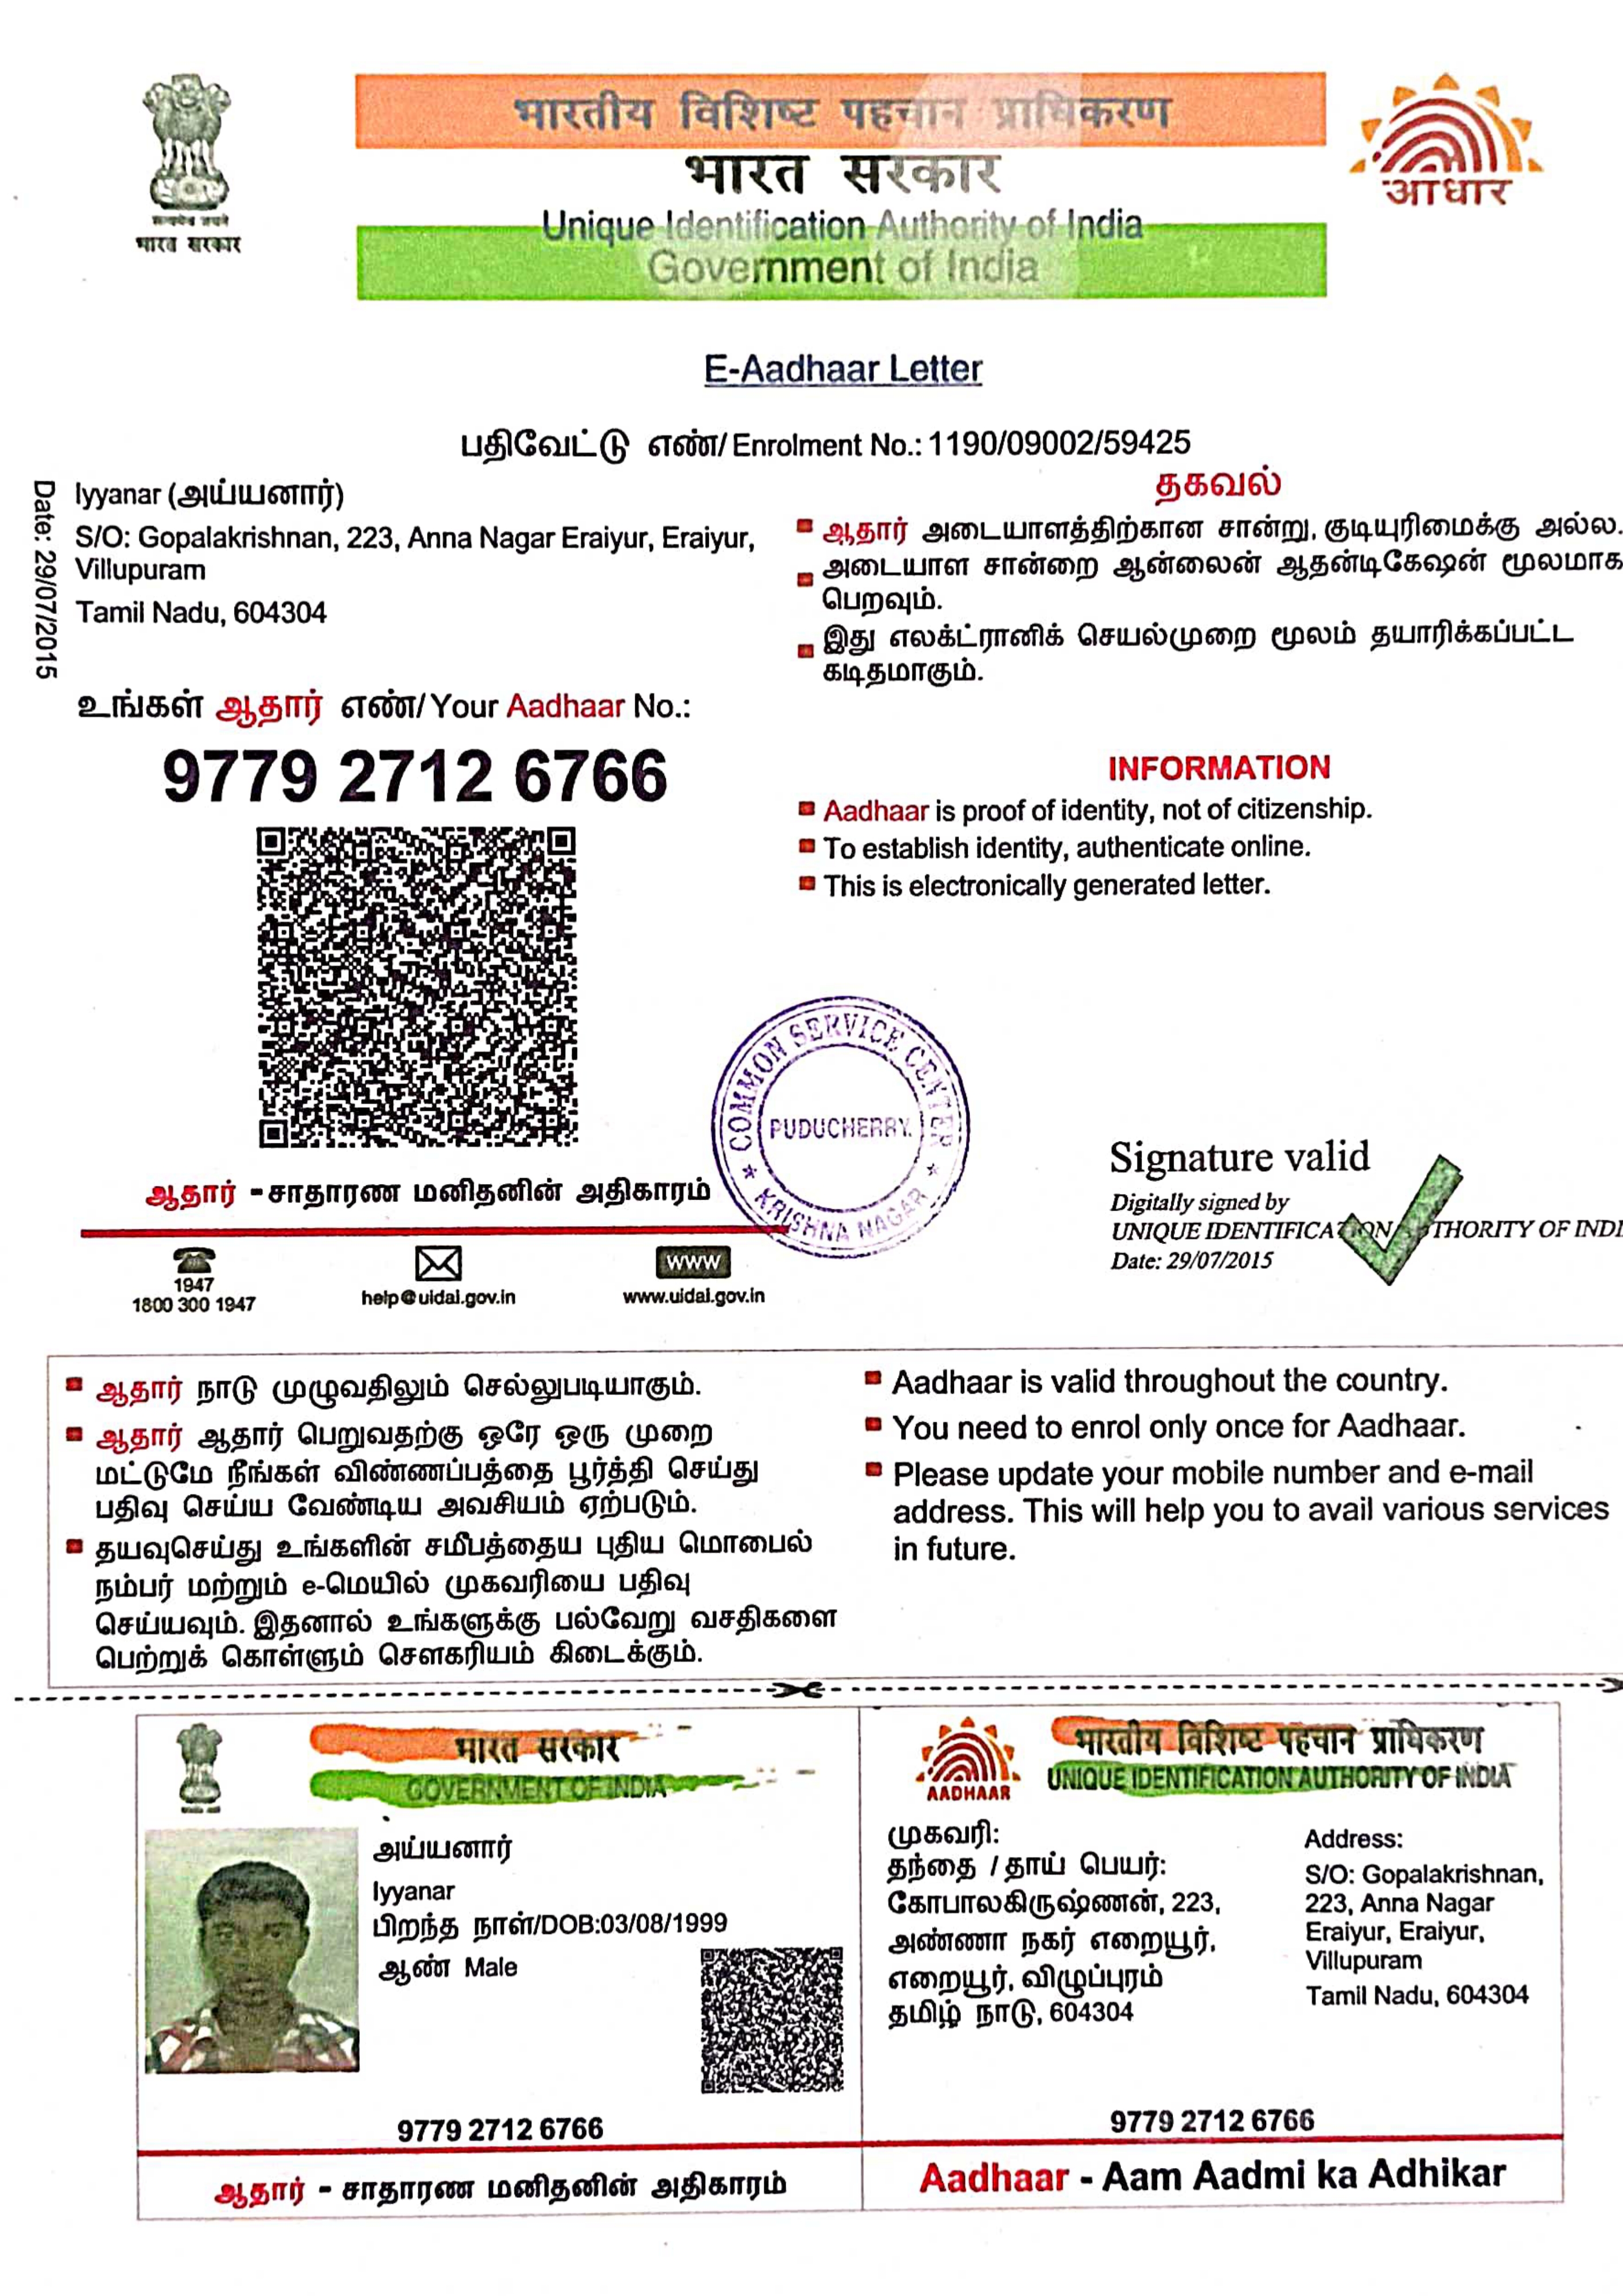 भारतीय विशिष्ट पहचान प्राधिकरण
भारत सरकार
Unique Identification Authority of India
Government of India
सत्यमेव जयते
भारत सरकार
आधार
E-Aadhaar Letter
பதிவேட்டு எண்/ Enrolment No.: 1190/09002/59425
Date: 29/07/2015
Iyyanar (அய்யனார்)
S/O: Gopalakrishnan, 223, Anna Nagar Eraiyur, Eraiyur,
Villupuram
Tamil Nadu, 604304
உங்கள் ஆதார் எண்/ Your Aadhaar No.:
9779 2712 6766
தகவல்
ஆதார் அடையாளத்திற்கான சான்று, குடியுரிமைக்கு அல்ல.
அடையாள சான்றை ஆன்லைன் ஆதன்டிகேஷன் மூலமாக
பெறவும்.
இது எலக்ட்ரானிக் செயல்முறை மூலம் தயாரிக்கப்பட்ட
கடிதமாகும்.
INFORMATION
Aadhaar is proof of identity, not of citizenship.
To establish identity, authenticate online.
This is electronically generated letter.
COMMON SERVICE CENTER
PUDUCHERRY.
KRISHNA NAGAR
Signature valid
Digitally signed by
UNIQUE IDENTIFICATION THORITY OF INDI
Date: 29/07/2015
ஆதார் - சாதாரண மனிதனின் அதிகாரம்
1947
1800 300 1947
help@uidai.gov.in
www
www.uidai.gov.in
ஆதார் நாடு முழுவதிலும் செல்லுபடியாகும்.
ஆதார் ஆதார் பெறுவதற்கு ஒரே ஒரு முறை
மட்டுமே நீங்கள் விண்ணப்பத்தை பூர்த்தி செய்து
பதிவு செய்ய வேண்டிய அவசியம் ஏற்படும்.
தயவுசெய்து உங்களின் சமீபத்தைய புதிய மொபைல்
நம்பர் மற்றும் e-மெயில் முகவரியை பதிவு
செய்யவும். இதனால் உங்களுக்கு பல்வேறு வசதிகளை
பெற்றுக் கொள்ளும் சௌகரியம் கிடைக்கும்.
Aadhaar is valid throughout the country.
You need to enrol only once for Aadhaar.
Please update your mobile number and e-mail
address. This will help you to avail various services
in future.
भारत सरकार
GOVERNMENT OF INDIA
அய்யனார்
Iyyanar
பிறந்த நாள்/DOB:03/08/1999
ஆண் Male
9779 2712 6766
ஆதார் - சாதாரண மனிதனின் அதிகாரம்
AADHAAR
भारतीय विशिष्ट पहचान प्राधिकरण
UNIQUE IDENTIFICATION AUTHORITY OF INDIA
முகவரி:
தந்தை / தாய் பெயர்:
கோபாலகிருஷ்ணன், 223,
அண்ணா நகர் எறையூர்,
எறையூர், விழுப்புரம்
தமிழ் நாடு, 604304
Address:
S/O: Gopalakrishnan,
223, Anna Nagar
Eraiyur, Eraiyur,
Villupuram
Tamil Nadu, 604304
9779 2712 6766
Aadhaar - Aam Aadmi ka Adhikar